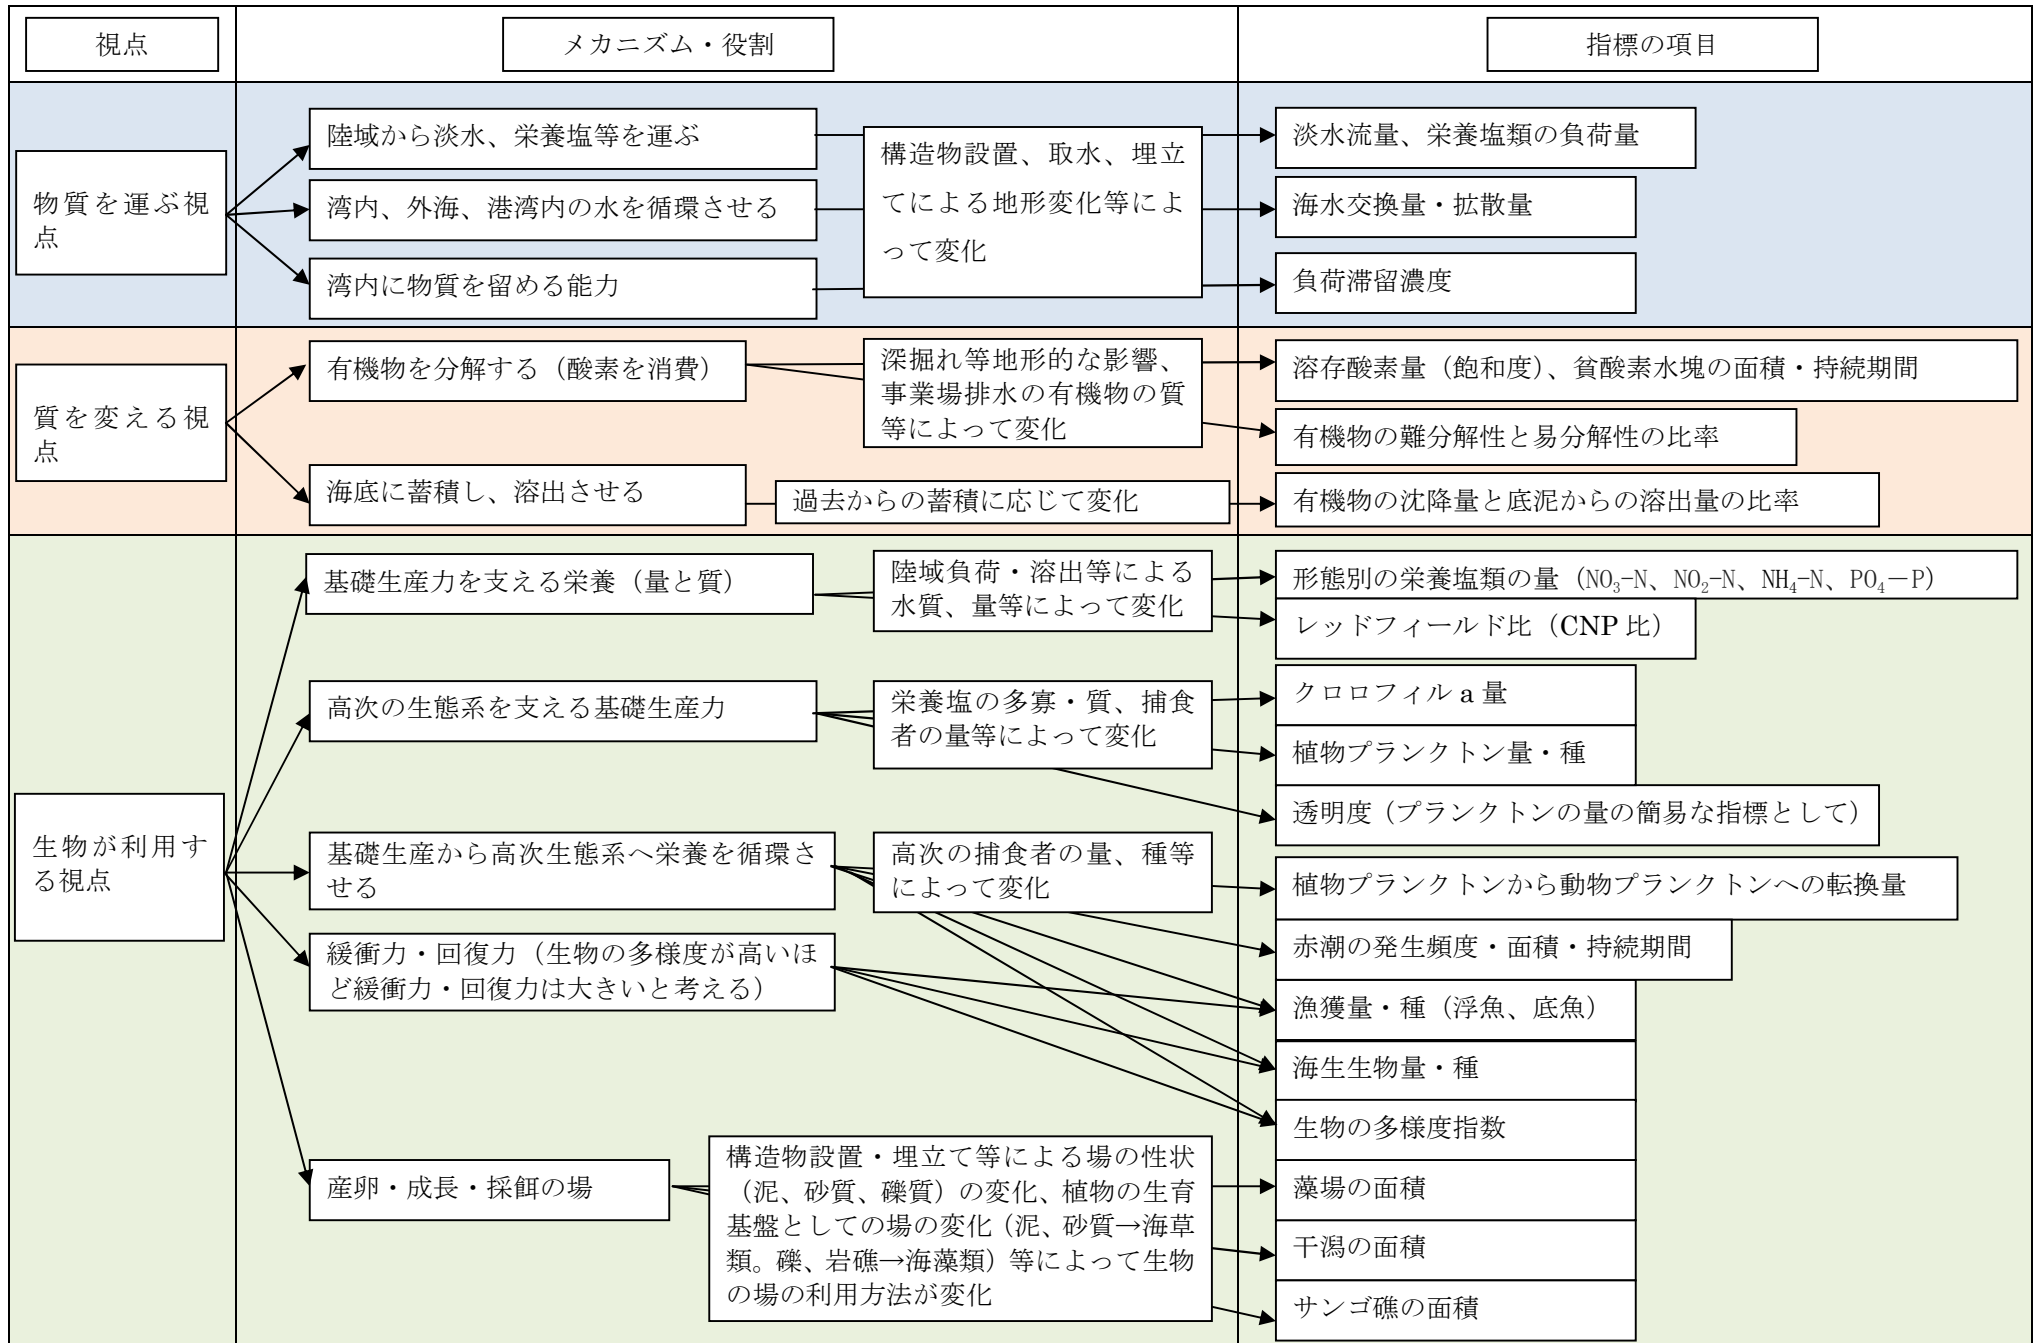 視点
メカニズム・役割
指標の項目
物質を運ぶ視
点
陸域から淡水、栄養塩等を運ぶ
湾内、外海、港湾内の水を循環させる
湾内に物質を留める能力
構造物設置、取水、埋立
てによる地形変化等によ
って変化
淡水流量、栄養塩類の負荷量
海水交換量・拡散量
負荷滞留濃度
質を変える視
点
有機物を分解する（酸素を消費）
海底に蓄積し、溶出させる
深掘れ等地形的な影響、
事業場排水の有機物の質
等によって変化
過去からの蓄積に応じて変化
溶存酸素量（飽和度）、貧酸素水塊の面積・持続期間
有機物の難分解性と易分解性の比率
有機物の沈降量と底泥からの溶出量の比率
生物が利用す
る視点
基礎生産力を支える栄養（量と質）
陸域負荷・溶出等による
水質、量等によって変化
形態別の栄養塩類の量（NO₃-N、NO₂-N、NH₄-N、PO₄－P）
レッドフィールド比（CNP 比）
高次の生態系を支える基礎生産力
栄養塩の多寡・質、捕食
者の量等によって変化
クロロフィル a 量
植物プランクトン量・種
透明度（プランクトンの量の簡易な指標として）
基礎生産から高次生態系へ栄養を循環さ
せる
高次の捕食者の量、種等
によって変化
植物プランクトンから動物プランクトンへの転換量
赤潮の発生頻度・面積・持続期間
緩衝力・回復力（生物の多様度が高いほ
ど緩衝力・回復力は大きいと考える）
漁獲量・種（浮魚、底魚）
海生生物量・種
生物の多様度指数
産卵・成長・採餌の場
構造物設置・埋立て等による場の性状
（泥、砂質、礫質）の変化、植物の生育
基盤としての場の変化（泥、砂質→海草
類。礫、岩礁→海藻類）等によって生物
の場の利用方法が変化
藻場の面積
干潟の面積
サンゴ礁の面積